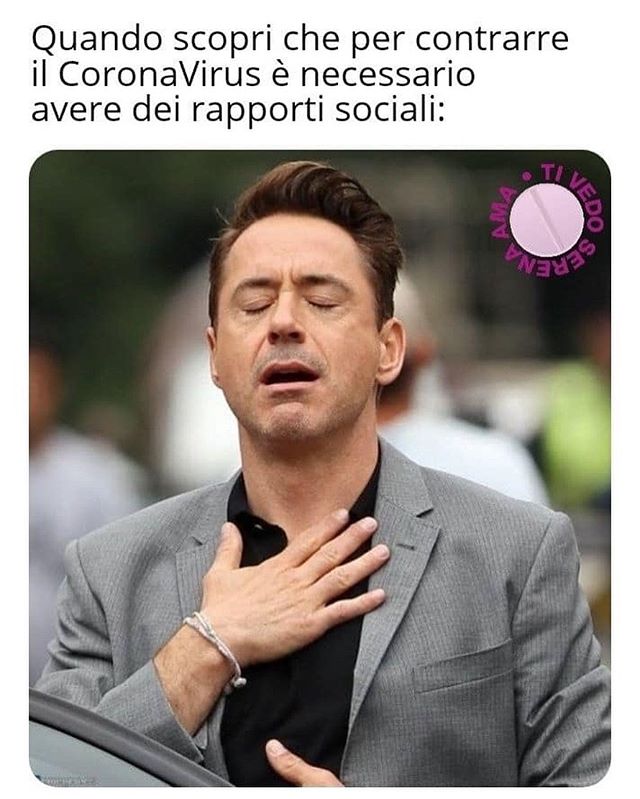 Quando scopri che per contrarre
il CoronaVirus è necessario
avere dei rapporti sociali:
TI VEDO SERENA AMA •